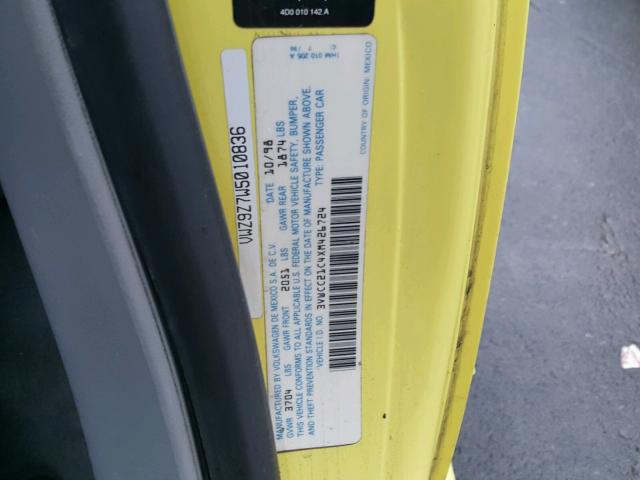 4D0 010 142 A
VWZ9Z7W5010836
MANUFACTURED BY VOLKSWAGEN DE MEXICO S.A. DE C.V. DATE 10/98
GVWR 3704 LBS GAWR FRONT 2051 LBS GAWR REAR 1874 LBS
THIS VEHICLE CONFORMS TO ALL APPLICABLE U.S. FEDERAL MOTOR VEHICLE SAFETY, BUMPER,
AND THEFT PREVENTION STANDARDS IN EFFECT ON THE DATE OF MANUFACTURE SHOWN ABOVE.
VEHICLE I.D. NO. 3VWCC21C4XM426724 TYPE: PASSENGER CAR
C 7 / 98
1HM 010 205 A
COUNTRY OF ORIGIN: MEXICO